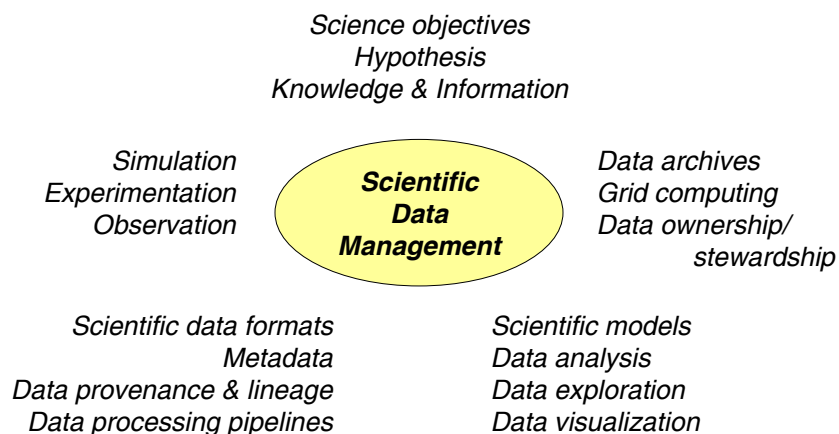 Science objectives
Hypothesis
Knowledge & Information
Simulation
Experimentation
Observation
Scientific
Data
Management
Data archives
Grid computing
Data ownership/
stewardship
Scientific data formats
Metadata
Data provenance & lineage
Data processing pipelines
Scientific models
Data analysis
Data exploration
Data visualization